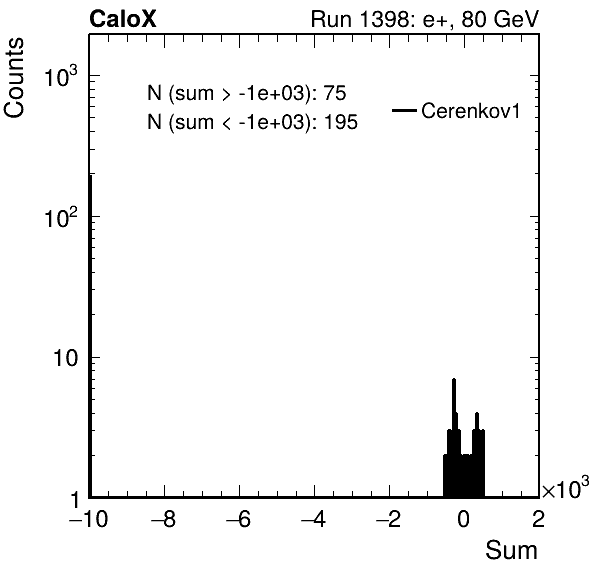 CaloX Run 1398: e+, 80 GeV
Counts
10³
N (sum > -1e+03): 75
N (sum < -1e+03): 195
Cerenkov1
10²
10
1
−10 −8 −6 −4 −2 0 2
×10³
Sum